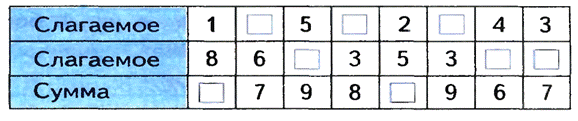 Слагаемое 1 □ 5 □ 2 □ 4 3
Слагаемое 8 6 □ 3 5 3 □ □
Сумма □ 7 9 8 □ 9 6 7